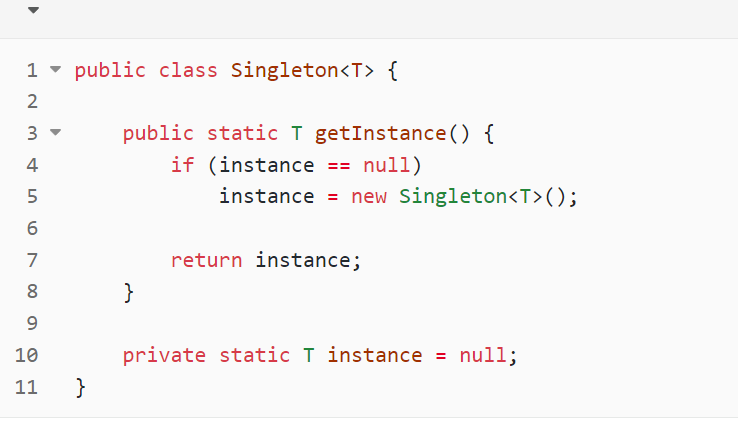 1 public class Singleton<T> {
2
3 public static T getInstance() {
4 if (instance == null)
5 instance = new Singleton<T>();
6
7 return instance;
8 }
9
10 private static T instance = null;
11 }